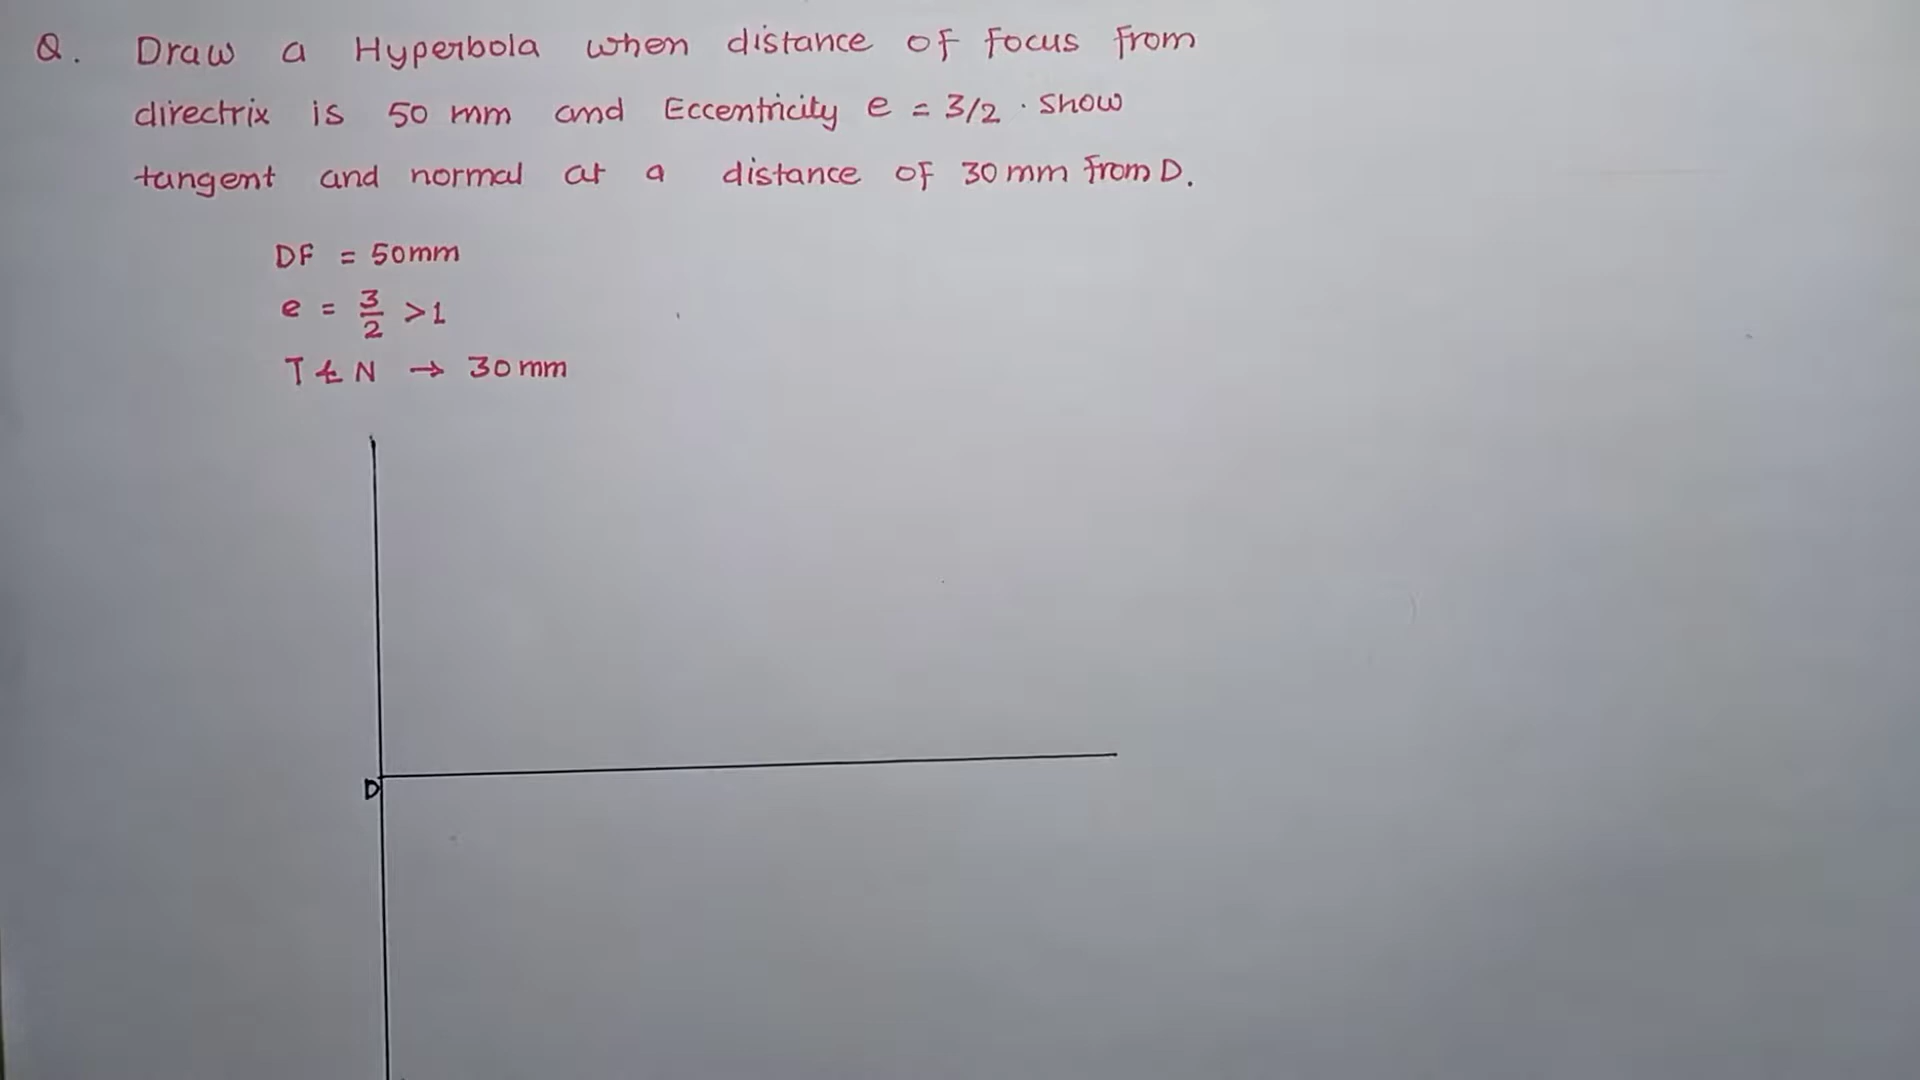 Q. Draw a Hyperbola when distance of Focus from
directrix is 50 mm and Eccentricity e = 3/2 . Show
tangent and normal at a distance of 30 mm from D.
DF = 50mm
e = 3/2 >1
T & N → 30 mm
D